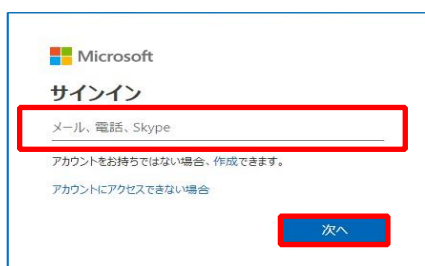 Microsoft
サインイン
メール、電話、Skype
アカウントをお持ちではない場合、作成できます。
アカウントにアクセスできない場合
次へ